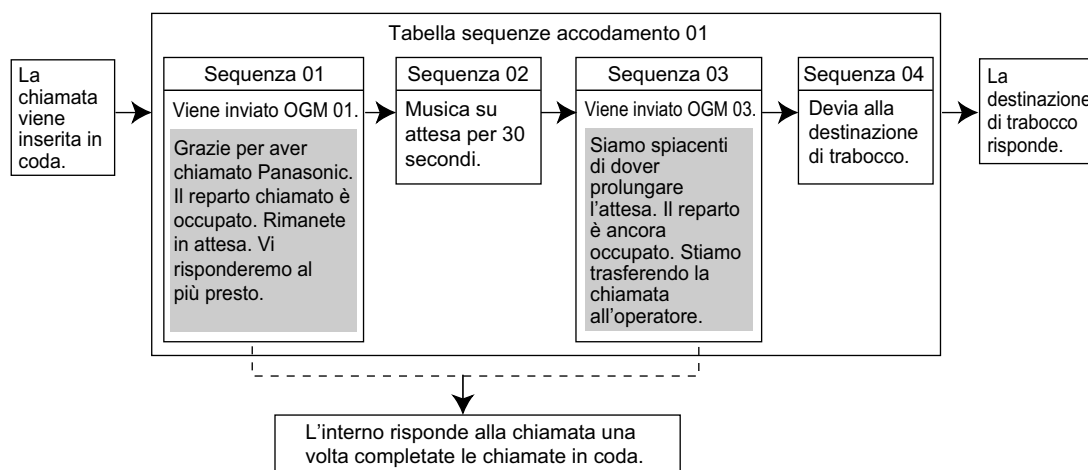 Tabella sequenze accodamento 01
La
chiamata
viene
inserita in
coda.
Sequenza 01
Viene inviato OGM 01.
Grazie per aver
chiamato Panasonic.
Il reparto chiamato è
occupato. Rimanete
in attesa. Vi
risponderemo al
più presto.
Sequenza 02
Musica su
attesa per 30
secondi.
Sequenza 03
Viene inviato OGM 03.
Siamo spiacenti
di dover
prolungare
l’attesa. Il reparto
è ancora
occupato. Stiamo
trasferendo la
chiamata
all’operatore.
Sequenza 04
Devia alla
destinazione
di trabocco.
La
destinazione
di trabocco
risponde.
L’interno risponde alla chiamata una
volta completate le chiamate in coda.